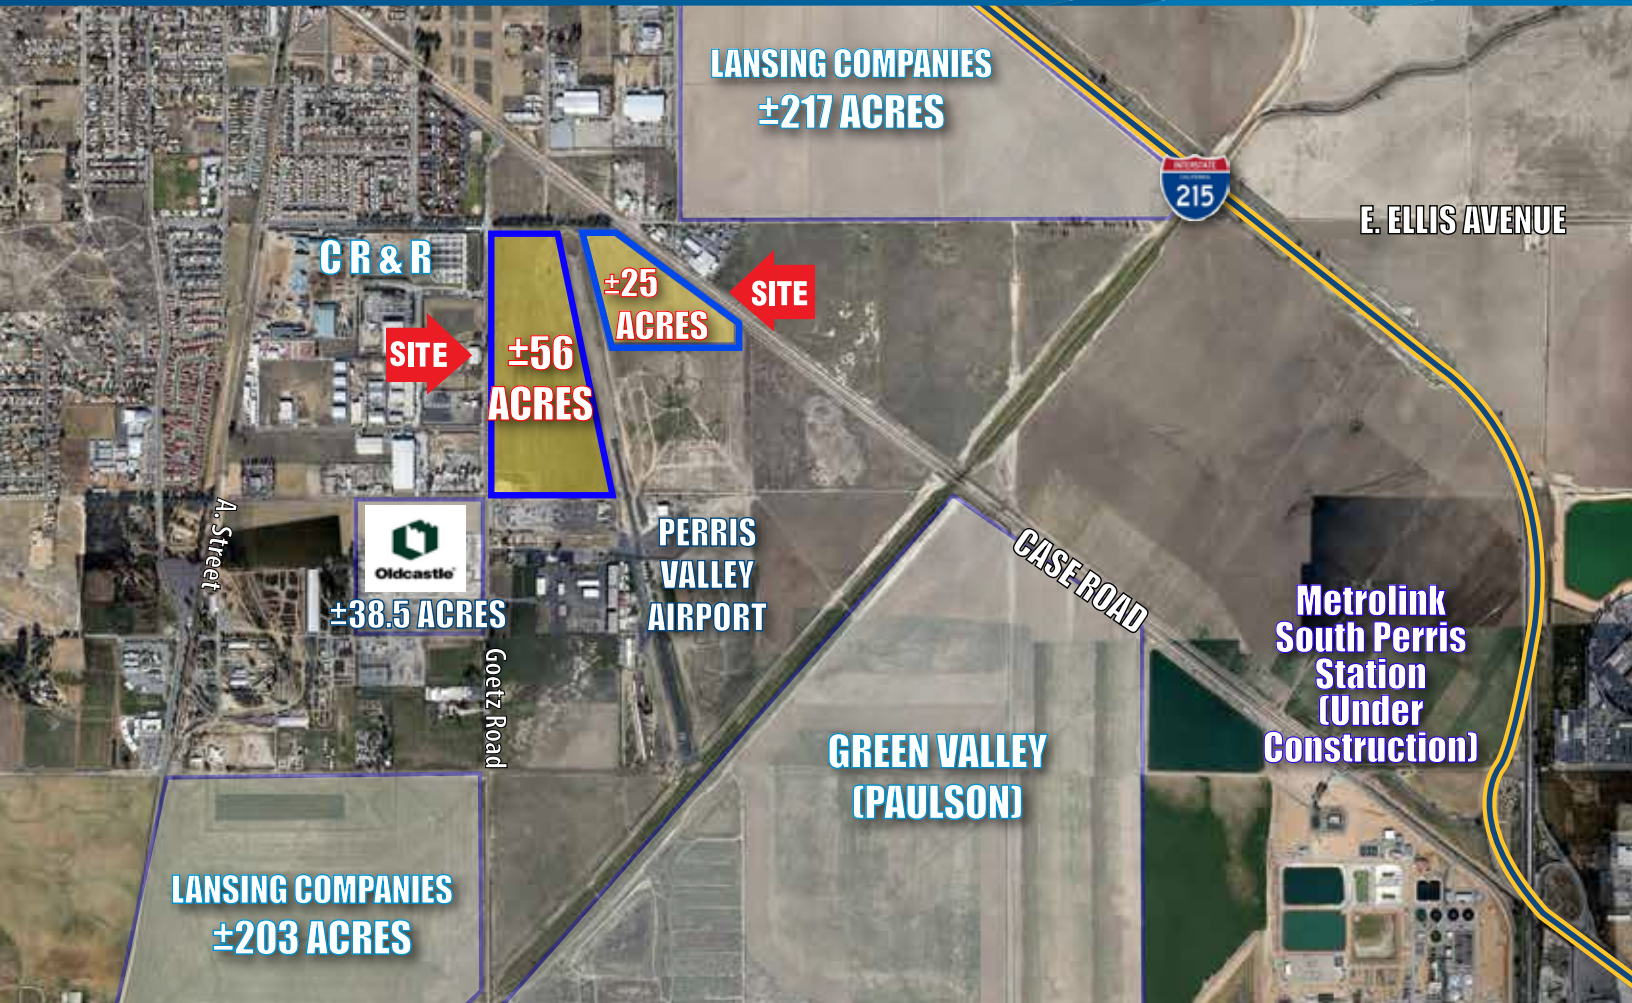 LANSING COMPANIES
±217 ACRES
INTERSTATE
CALIFORNIA
215
E. ELLIS AVENUE
C R & R
±25
ACRES
SITE
SITE
±56
ACRES
A. Street
Oldcastle
±38.5 ACRES
PERRIS
VALLEY
AIRPORT
CASE ROAD
Metrolink
South Perris
Station
(Under
Construction)
Goetz Road
GREEN VALLEY
(PAULSON)
LANSING COMPANIES
±203 ACRES